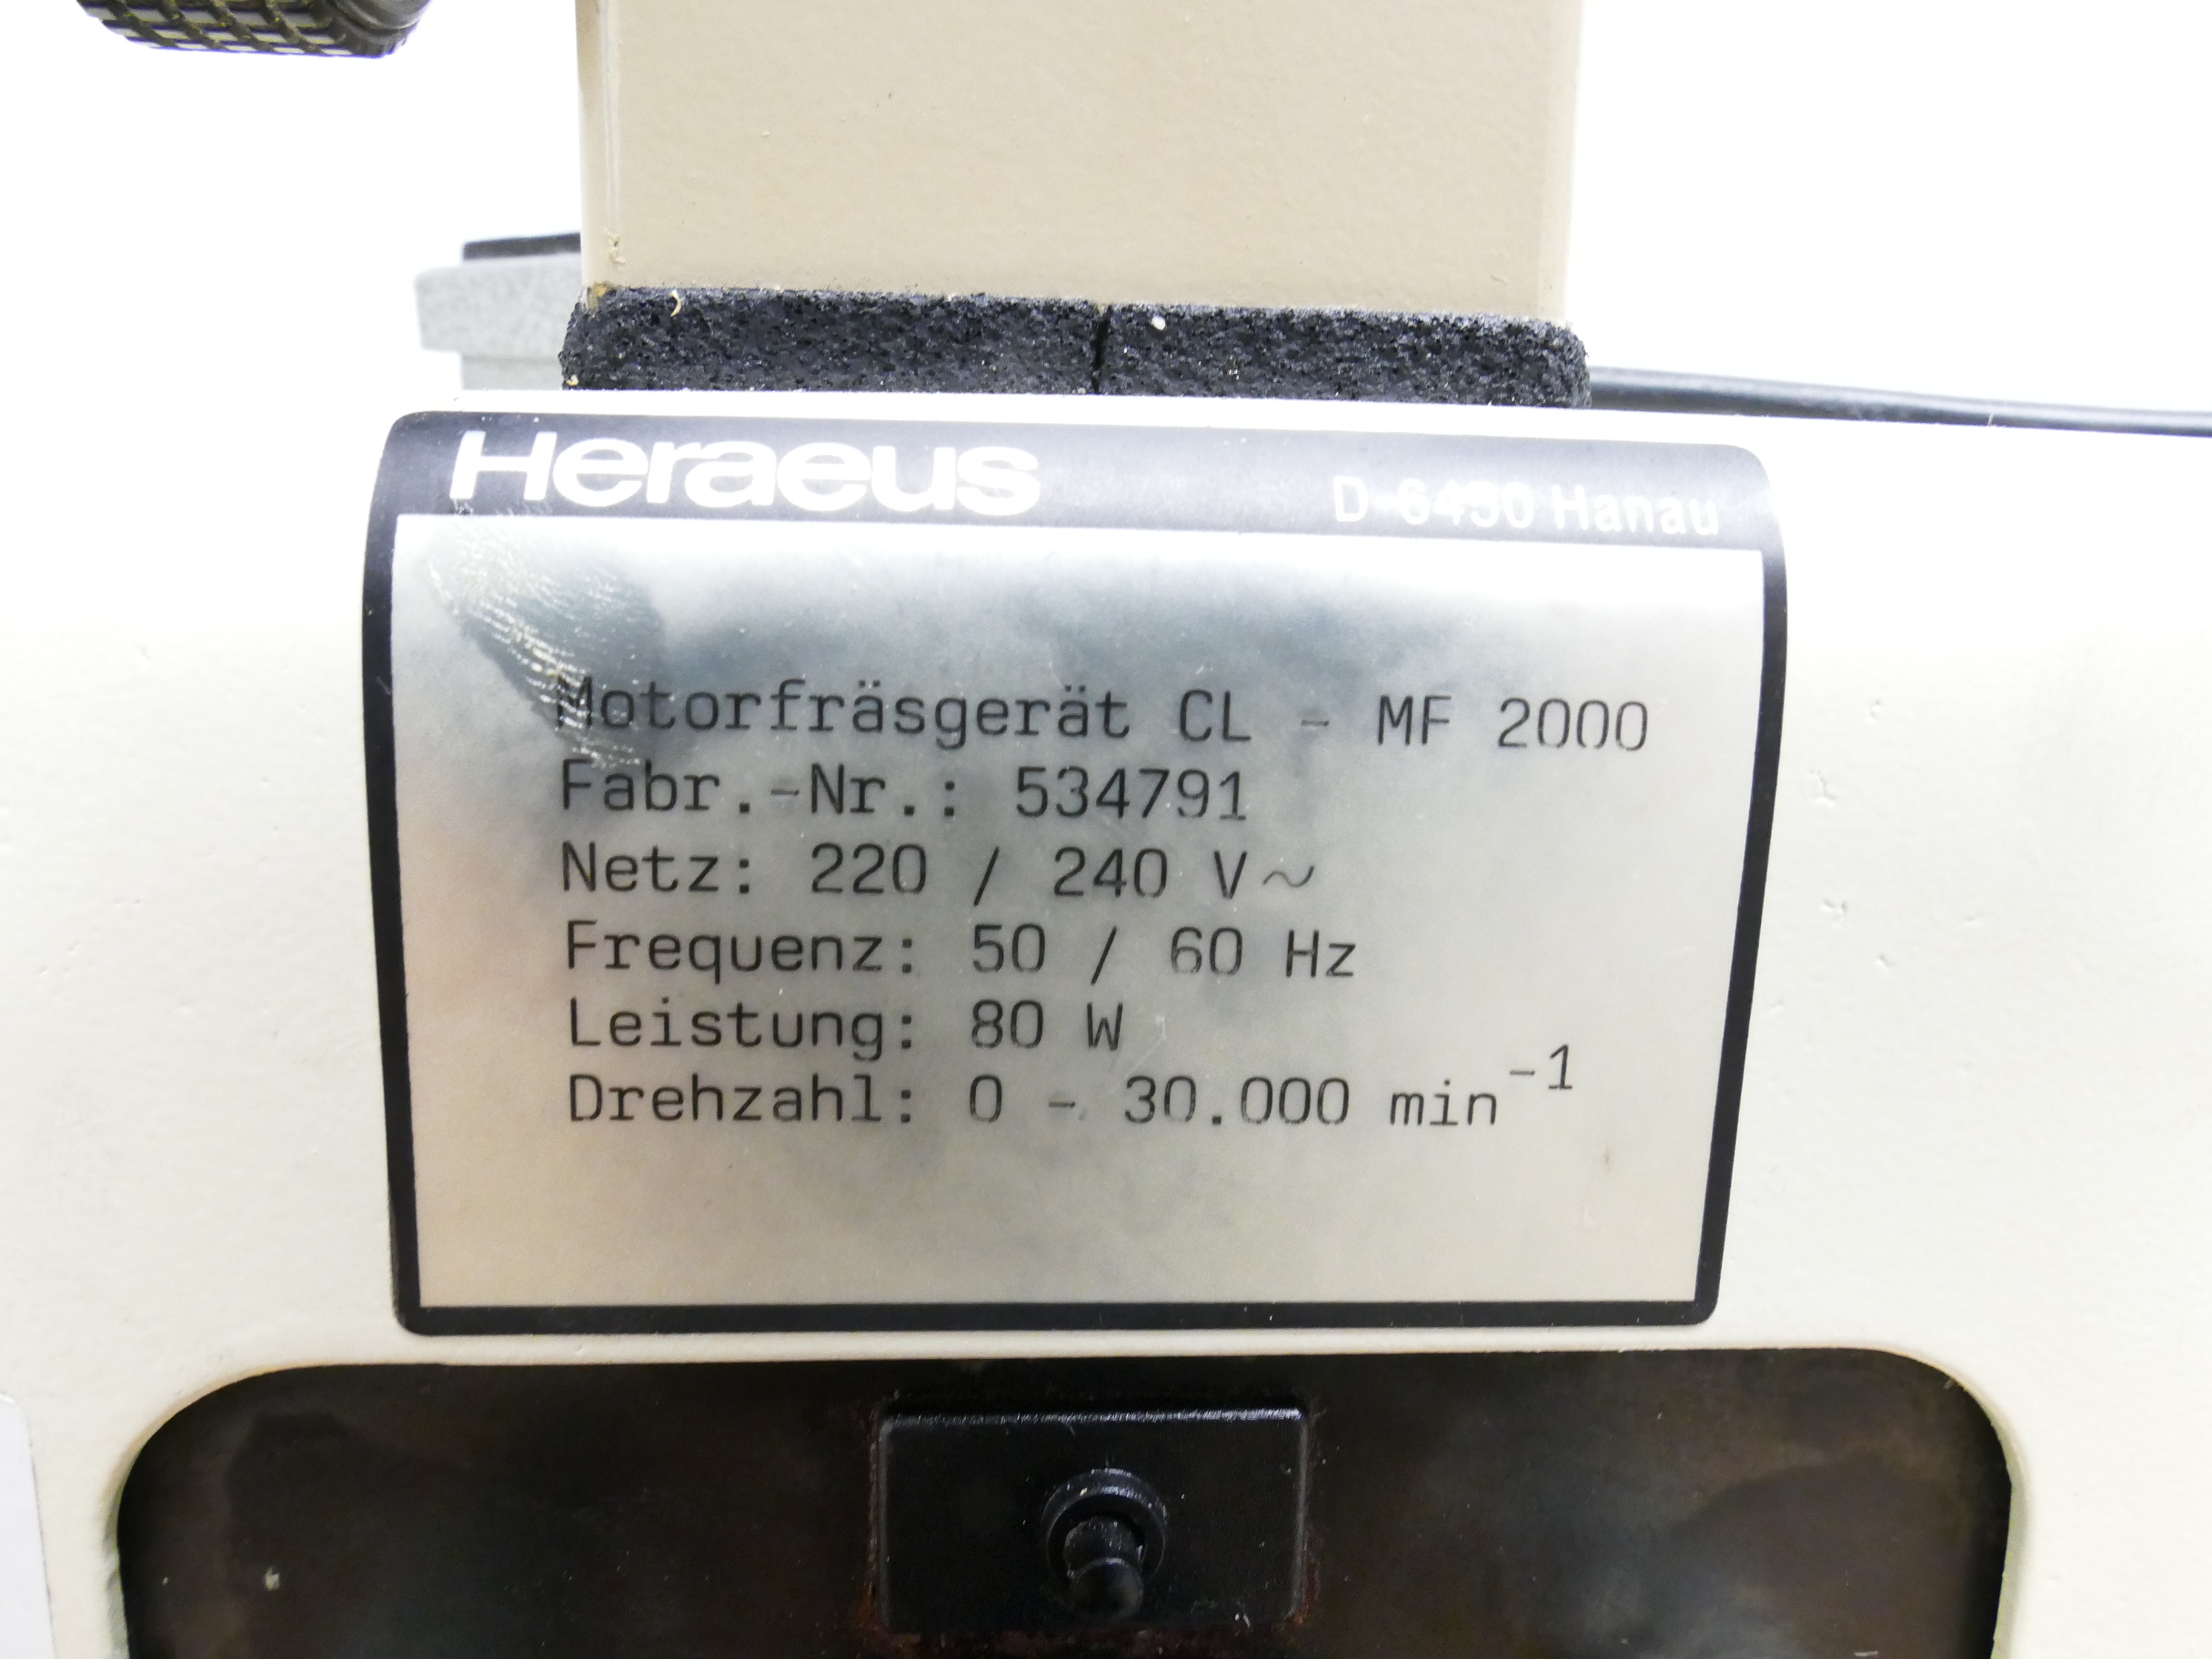 Heraeus
D-6450 Hanau
Motorfräsgerät CL - MF 2000
Fabr.-Nr.: 534791
Netz: 220 / 240 V~
Frequenz: 50 / 60 Hz
Leistung: 80 W
Drehzahl: 0 - 30.000 min⁻¹